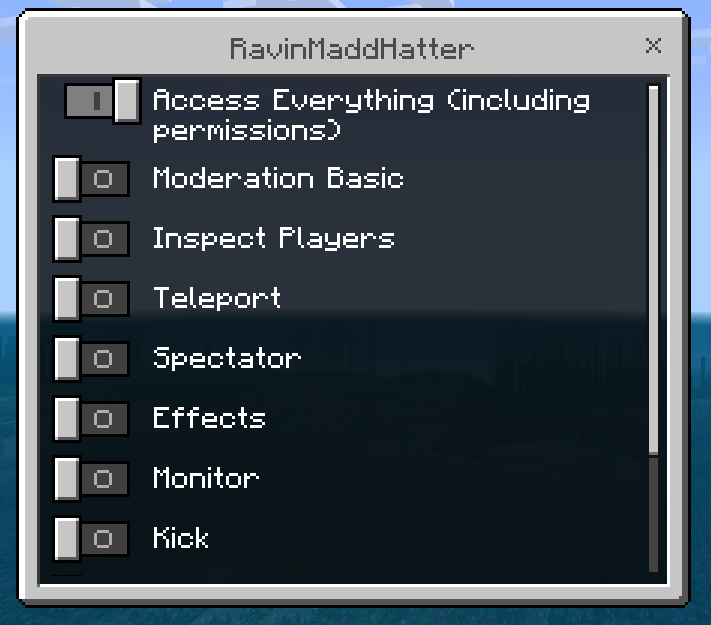 RavinMaddHatter
Access Everything (including
permissions)
Moderation Basic
Inspect Players
Teleport
Spectator
Effects
Monitor
Kick